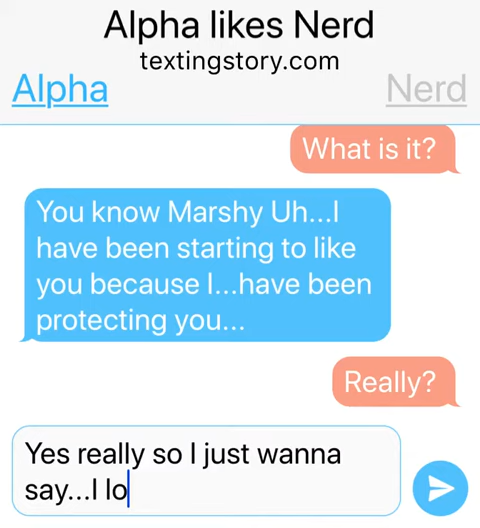 Alpha likes Nerd
textingstory.com
Alpha Nerd
What is it?
You know Marshy Uh...I
have been starting to like
you because I...have been
protecting you...
Really?
Yes really so I just wanna
say...I lo